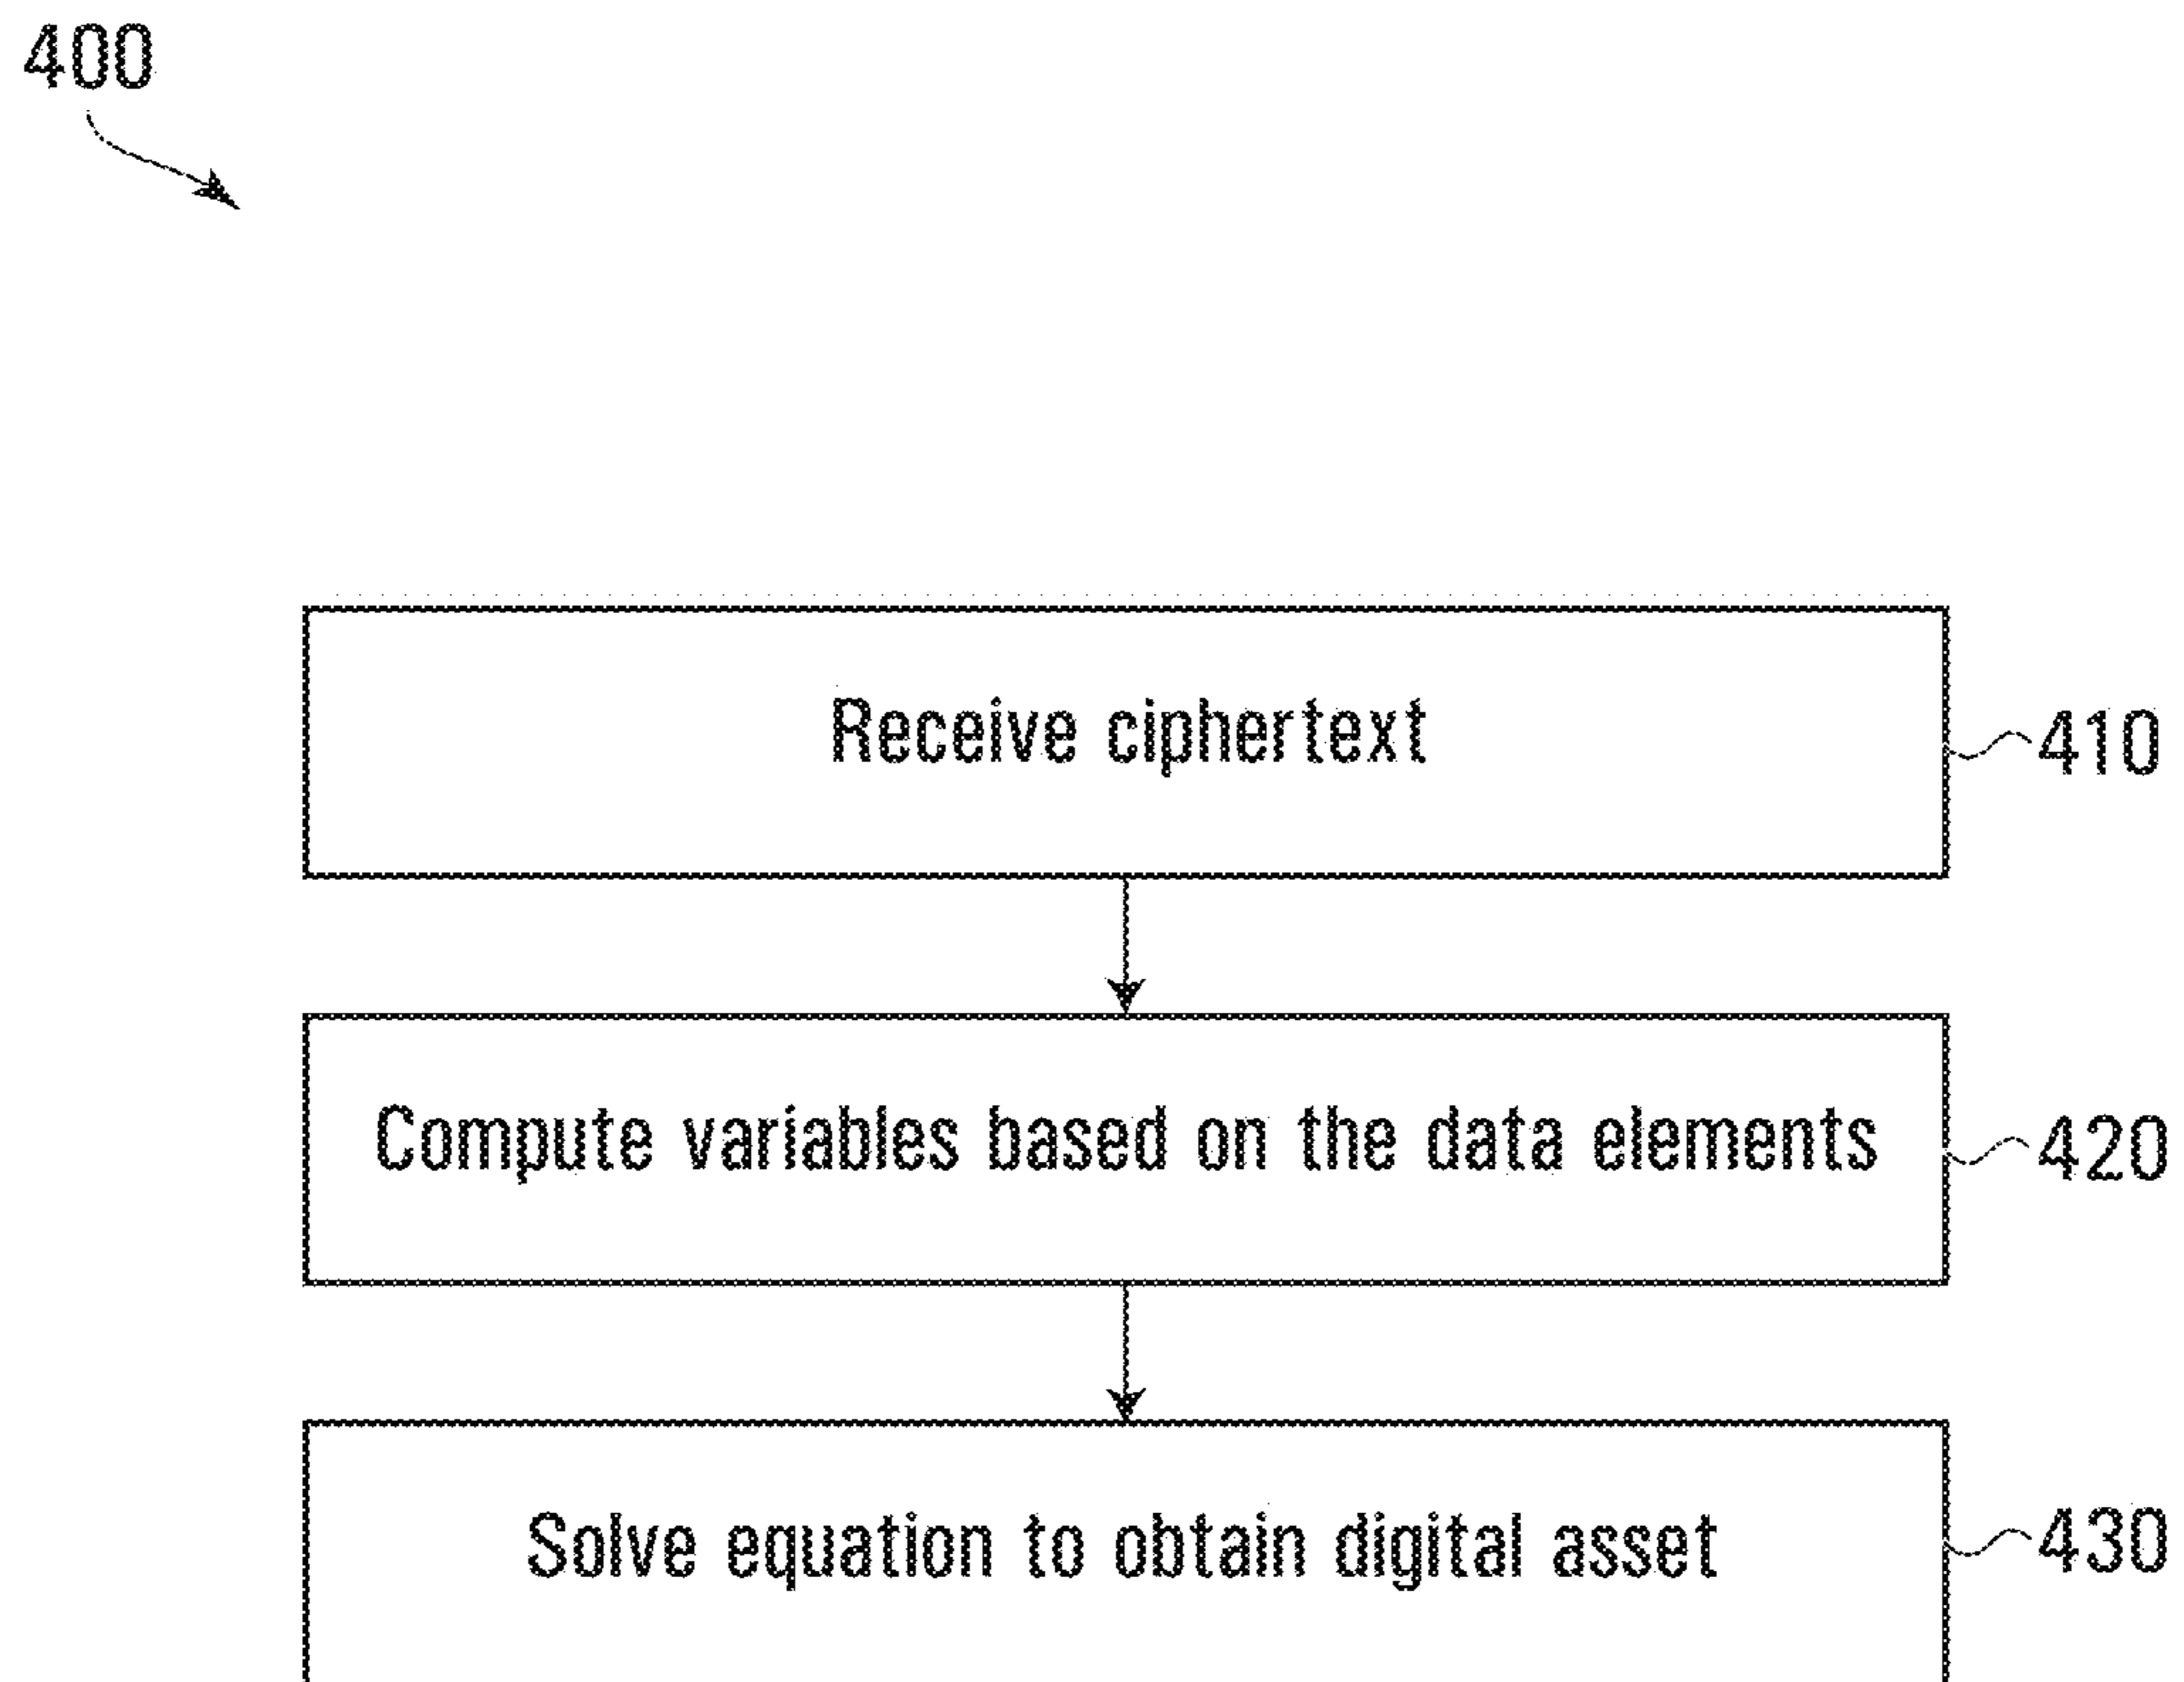 400
Receive ciphertext
410
Compute variables based on the data elements
420
Solve equation to obtain digital asset
430